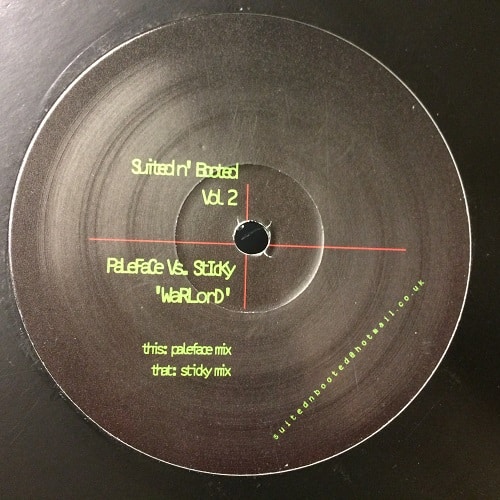 Suited n' Booted
Vol. 2
PaLeFaCe Vs. StIcKy
'WaRLorD'
this: paleface mix
that: sticky mix
suitednbooted@hotmail.co.uk